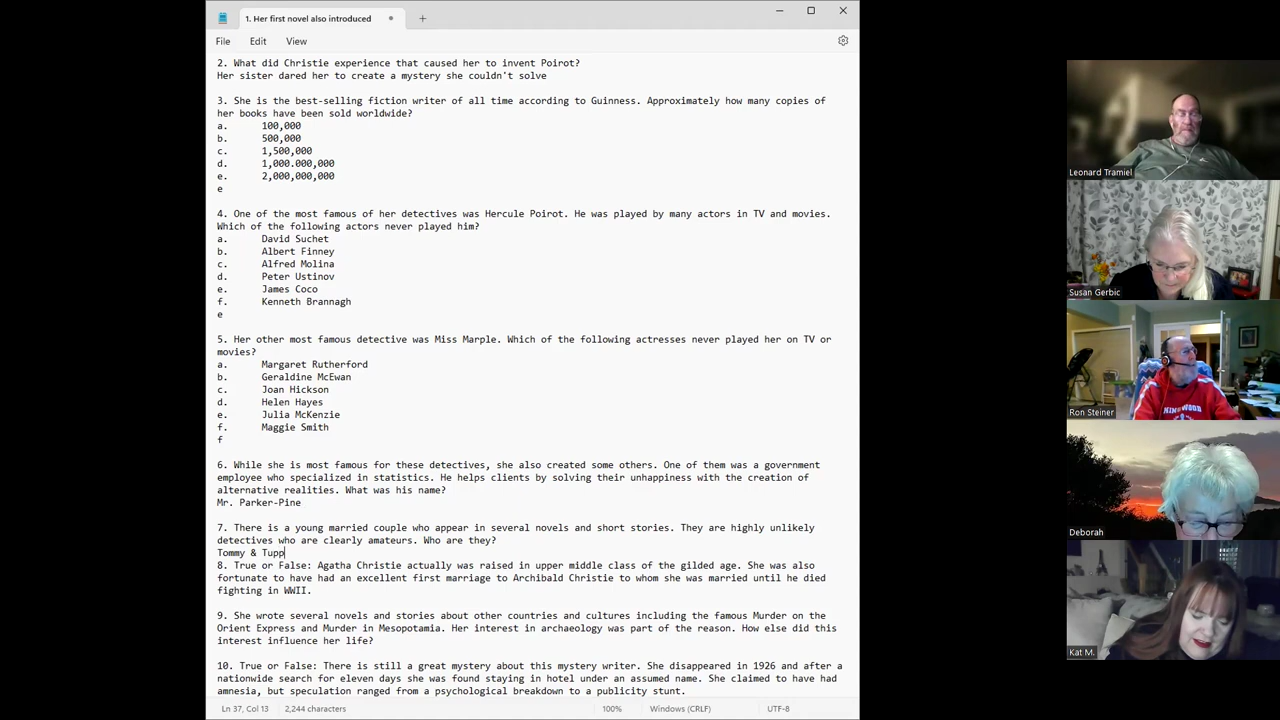 1. Her first novel also introduced
File Edit View
2. What did Christie experience that caused her to invent Poirot?
Her sister dared her to create a mystery she couldn't solve
3. She is the best-selling fiction writer of all time according to Guinness. Approximately how many copies of
her books have been sold worldwide?
a. 100,000
b. 500,000
c. 1,500,000
d. 1,000.000,000
e. 2,000,000,000
e
4. One of the most famous of her detectives was Hercule Poirot. He was played by many actors in TV and movies.
Which of the following actors never played him?
a. David Suchet
b. Albert Finney
c. Alfred Molina
d. Peter Ustinov
e. James Coco
f. Kenneth Brannagh
e
5. Her other most famous detective was Miss Marple. Which of the following actresses never played her on TV or
movies?
a. Margaret Rutherford
b. Geraldine McEwan
c. Joan Hickson
d. Helen Hayes
e. Julia McKenzie
f. Maggie Smith
f
6. While she is most famous for these detectives, she also created some others. One of them was a government
employee who specialized in statistics. He helps clients by solving their unhappiness with the creation of
alternative realities. What was his name?
Mr. Parker-Pine
7. There is a young married couple who appear in several novels and short stories. They are highly unlikely
detectives who are clearly amateurs. Who are they?
Tommy & Tupp
8. True or False: Agatha Christie actually was raised in upper middle class of the gilded age. She was also
fortunate to have had an excellent first marriage to Archibald Christie to whom she was married until he died
fighting in WWII.
9. She wrote several novels and stories about other countries and cultures including the famous Murder on the
Orient Express and Murder in Mesopotamia. Her interest in archaeology was part of the reason. How else did this
interest influence her life?
10. True or False: There is still a great mystery about this mystery writer. She disappeared in 1926 and after a
nationwide search for eleven days she was found staying in hotel under an assumed name. She claimed to have had
amnesia, but speculation ranged from a psychological breakdown to a publicity stunt.
Ln 37, Col 13 2,244 characters 100% Windows (CRLF) UTF-8
Leonard Tramiel
Susan Gerbic
KINGWOOD
Ron Steiner
Deborah
Kat M.